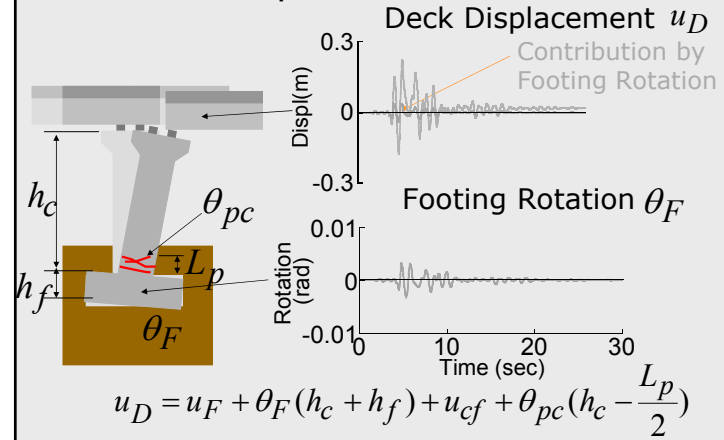 Deck Displacement u_D
0.3
Contribution by
Footing Rotation
Displ(m)
0
-0.3
h_c
θ_pc
Footing Rotation θ_F
0.01
L_p
h_f
Rotation
(rad)
0
-0.01
θ_F
0 10 20 30
Time (sec)
u_D = u_F + θ_F(h_c + h_f) + u_cf + θ_pc(h_c - L_p/2)